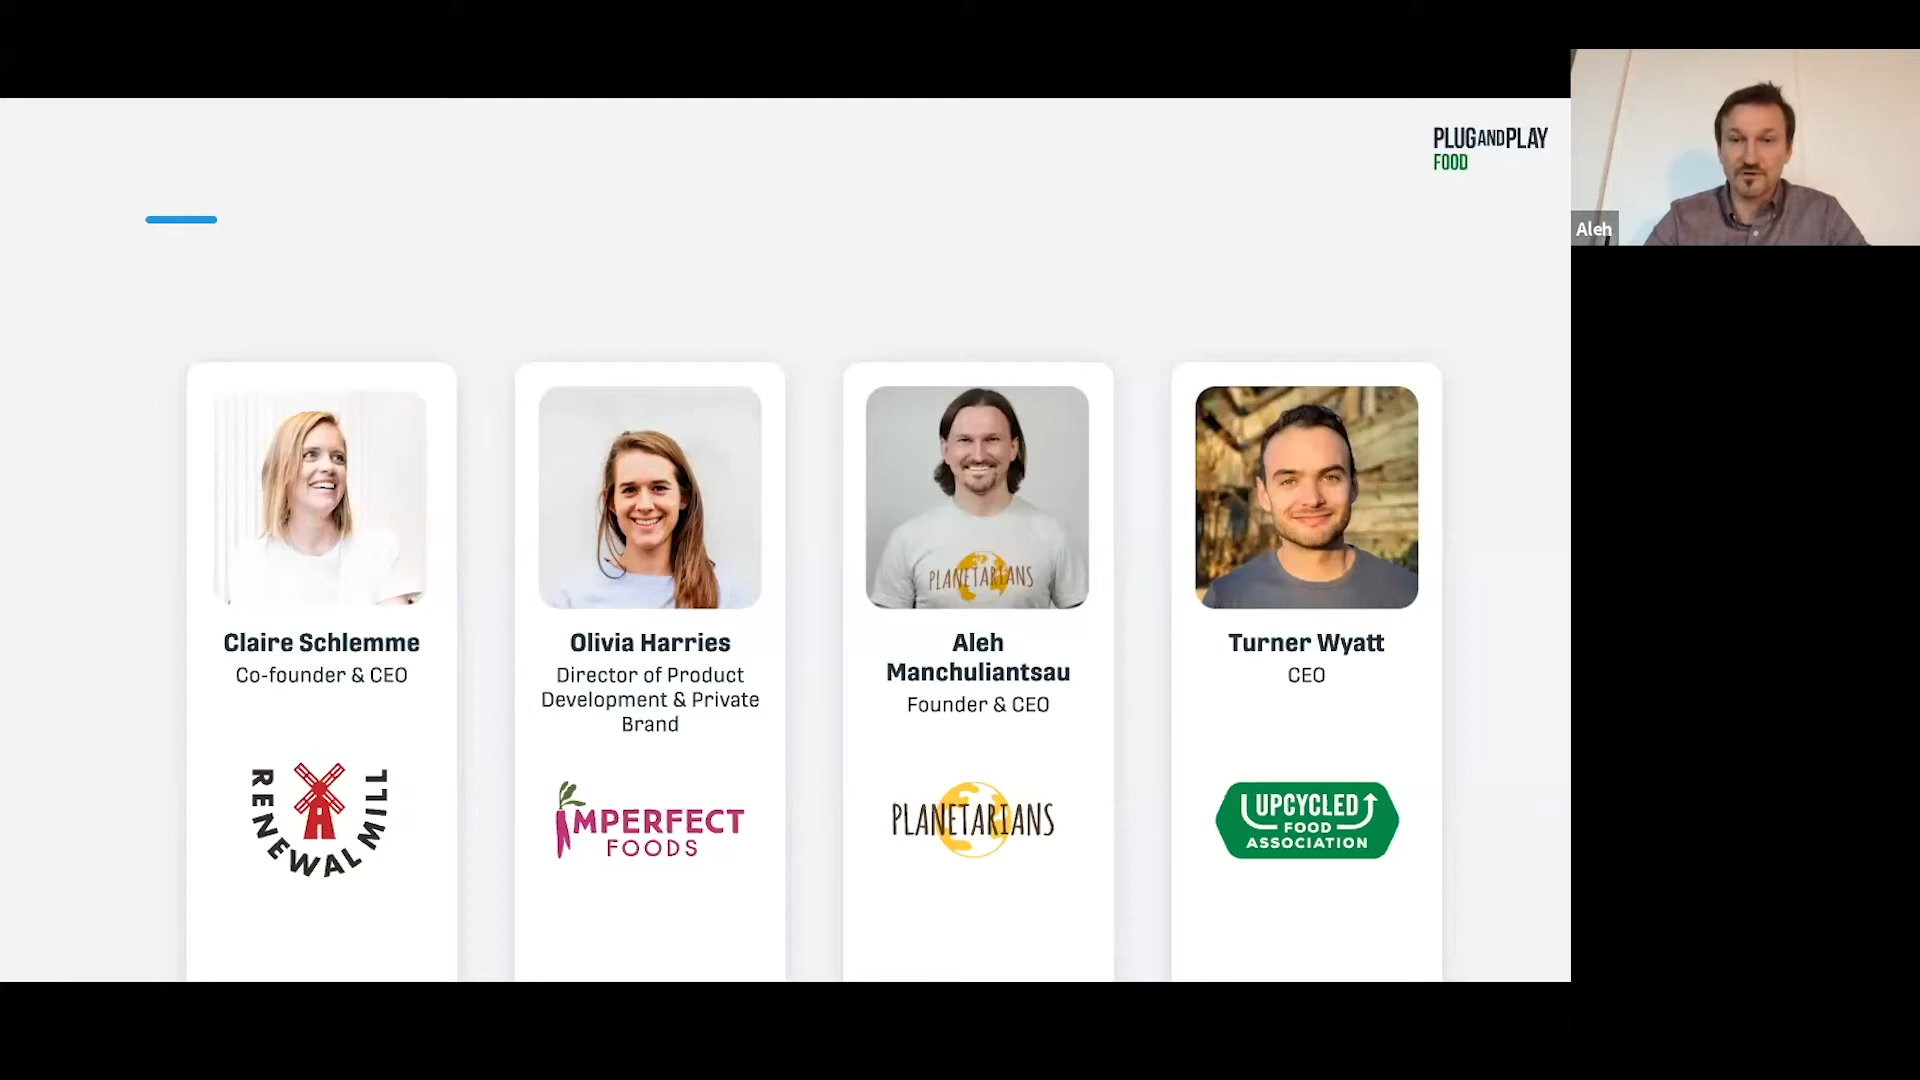 PLUGANDPLAY
FOOD
Aleh
PLANETARIANS
Claire Schlemme
Co-founder & CEO
RENEWAL MILL
Olivia Harries
Director of Product
Development & Private
Brand
IMPERFECT
FOODS
Aleh
Manchuliantsau
Founder & CEO
PLANETARIANS
Turner Wyatt
CEO
UPCYCLED
FOOD
ASSOCIATION